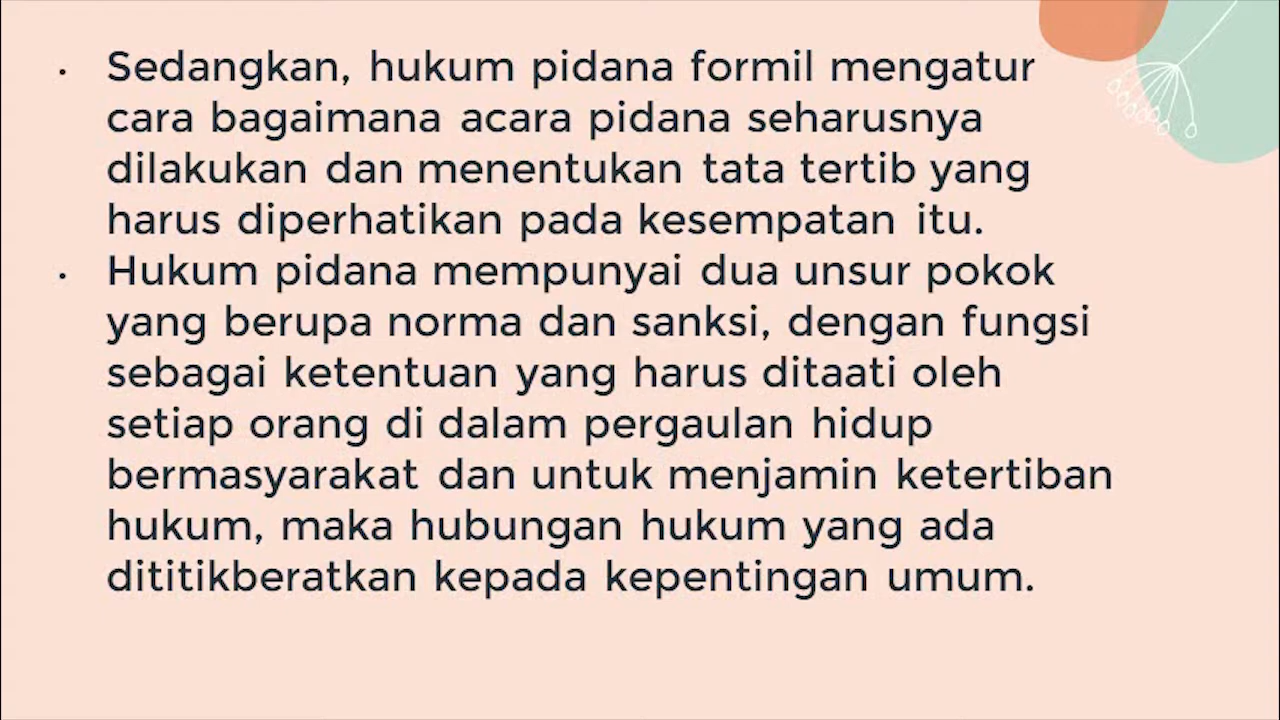 • Sedangkan, hukum pidana formil mengatur
cara bagaimana acara pidana seharusnya
dilakukan dan menentukan tata tertib yang
harus diperhatikan pada kesempatan itu.
• Hukum pidana mempunyai dua unsur pokok
yang berupa norma dan sanksi, dengan fungsi
sebagai ketentuan yang harus ditaati oleh
setiap orang di dalam pergaulan hidup
bermasyarakat dan untuk menjamin ketertiban
hukum, maka hubungan hukum yang ada
dititikberatkan kepada kepentingan umum.